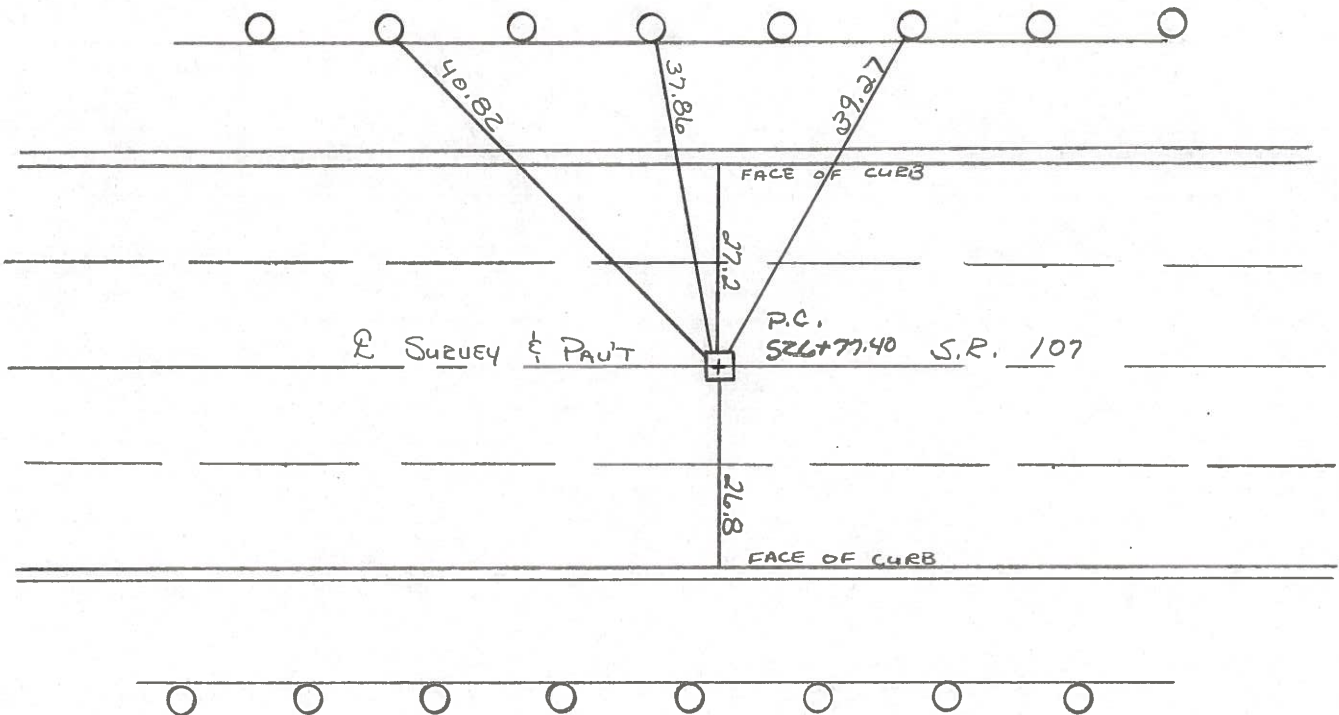 40.82
37.86
39.27
FACE OF CURB
27.2
P.C.
℄ SURVEY & PAV'T
526+77.40 S.R. 107
26.8
FACE OF CURB